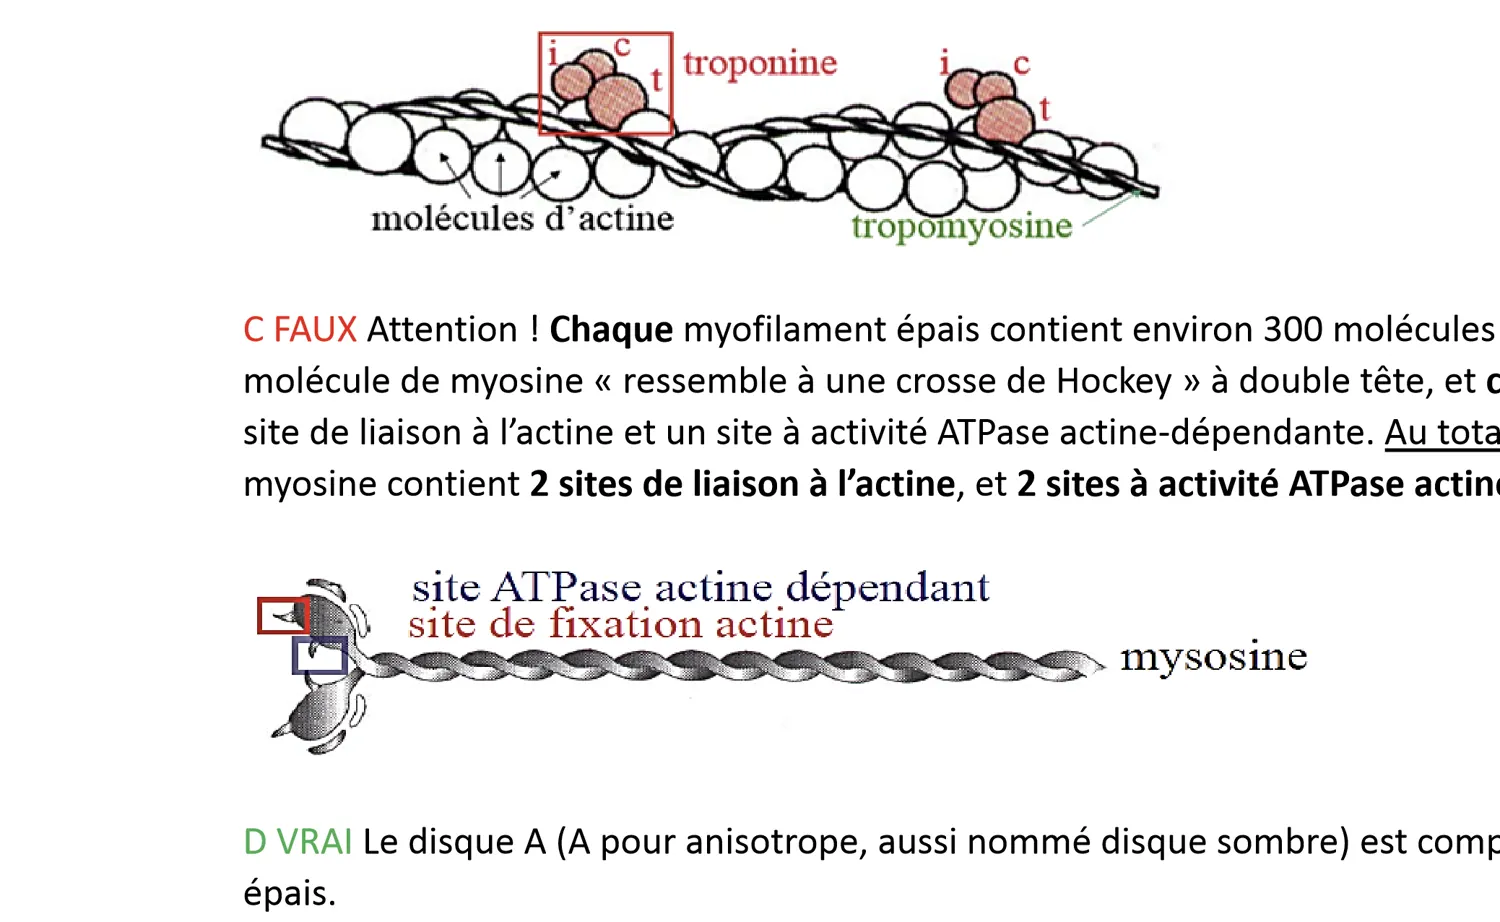 i c t troponine i c t
molécules d'actine
tropomyosine
C FAUX Attention ! Chaque myofilament épais contient environ 300 molécules
molécule de myosine « ressemble à une crosse de Hockey » à double tête, et
site de liaison à l'actine et un site à activité ATPase actine-dépendante. Au
myosine contient 2 sites de liaison à l'actine, et 2 sites à activité ATPase
site ATPase actine dépendant
site de fixation actine
mysosine
D VRAI Le disque A (A pour anisotrope, aussi nommé disque sombre) est
épais.